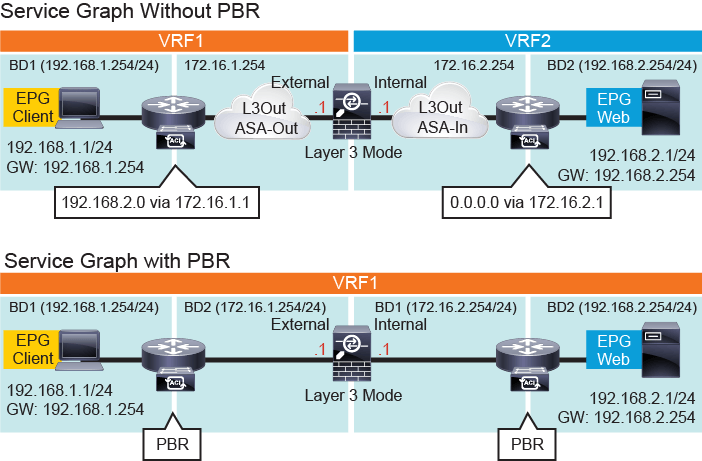 Service Graph Without PBR
VRF1
VRF2
BD1 (192.168.1.254/24)
172.16.1.254
172.16.2.254
BD2 (192.168.2.254/24)
External
Internal
EPG
Client
L3Out
ASA-Out
.1
.1
L3Out
ASA-In
EPG
Web
ACI
ACI
Layer 3 Mode
192.168.1.1/24
GW: 192.168.1.254
192.168.2.1/24
GW: 192.168.2.254
192.168.2.0 via 172.16.1.1
0.0.0.0 via 172.16.2.1
Service Graph with PBR
VRF1
BD1 (192.168.1.254/24)
BD2 (172.16.1.254/24)
BD1 (172.16.2.254/24)
BD2 (192.168.2.254/24)
External
Internal
EPG
Client
.1
.1
EPG
Web
ACI
ACI
Layer 3 Mode
192.168.1.1/24
GW: 192.168.1.254
192.168.2.1/24
GW: 192.168.2.254
PBR
PBR